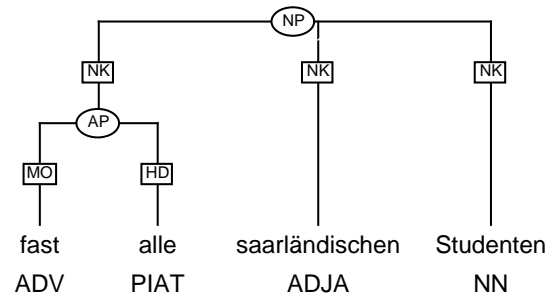 NP
NK NK NK
AP
MO HD
fast alle saarländischen Studenten
ADV PIAT ADJA NN